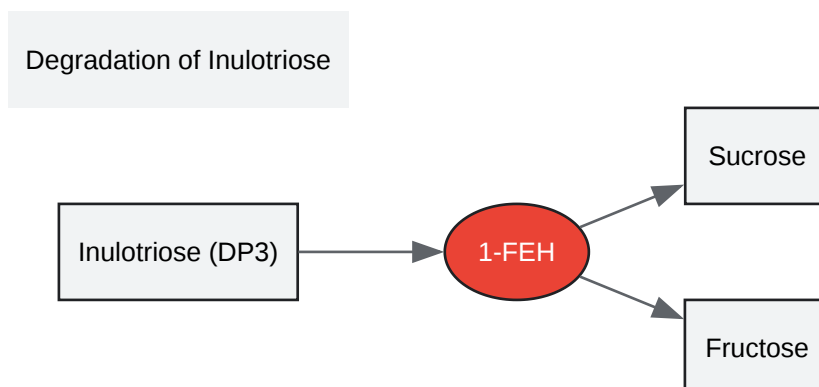 Degradation of Inulotriose
Sucrose
Inulotriose (DP3)
1-FEH
Fructose